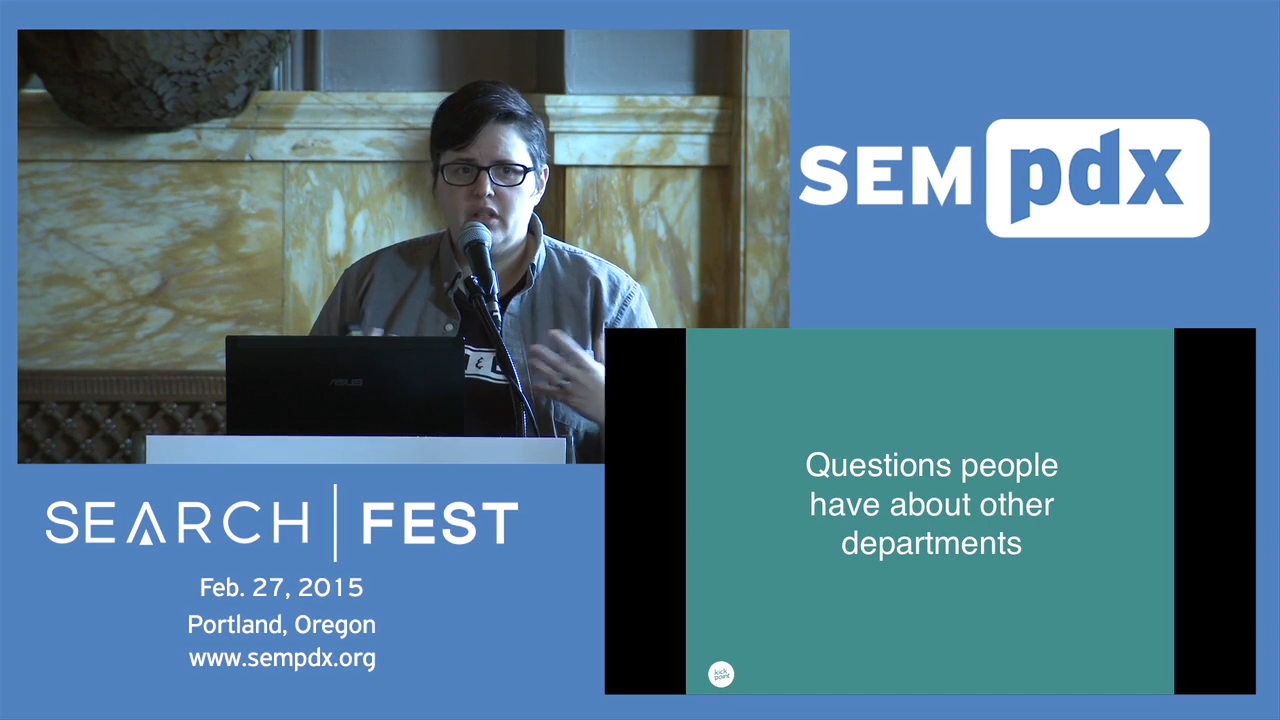 SEM pdx
ASUS
&
Questions people
have about other
departments
kick
point
SEARCH FEST
Feb. 27, 2015
Portland, Oregon
www.sempdx.org